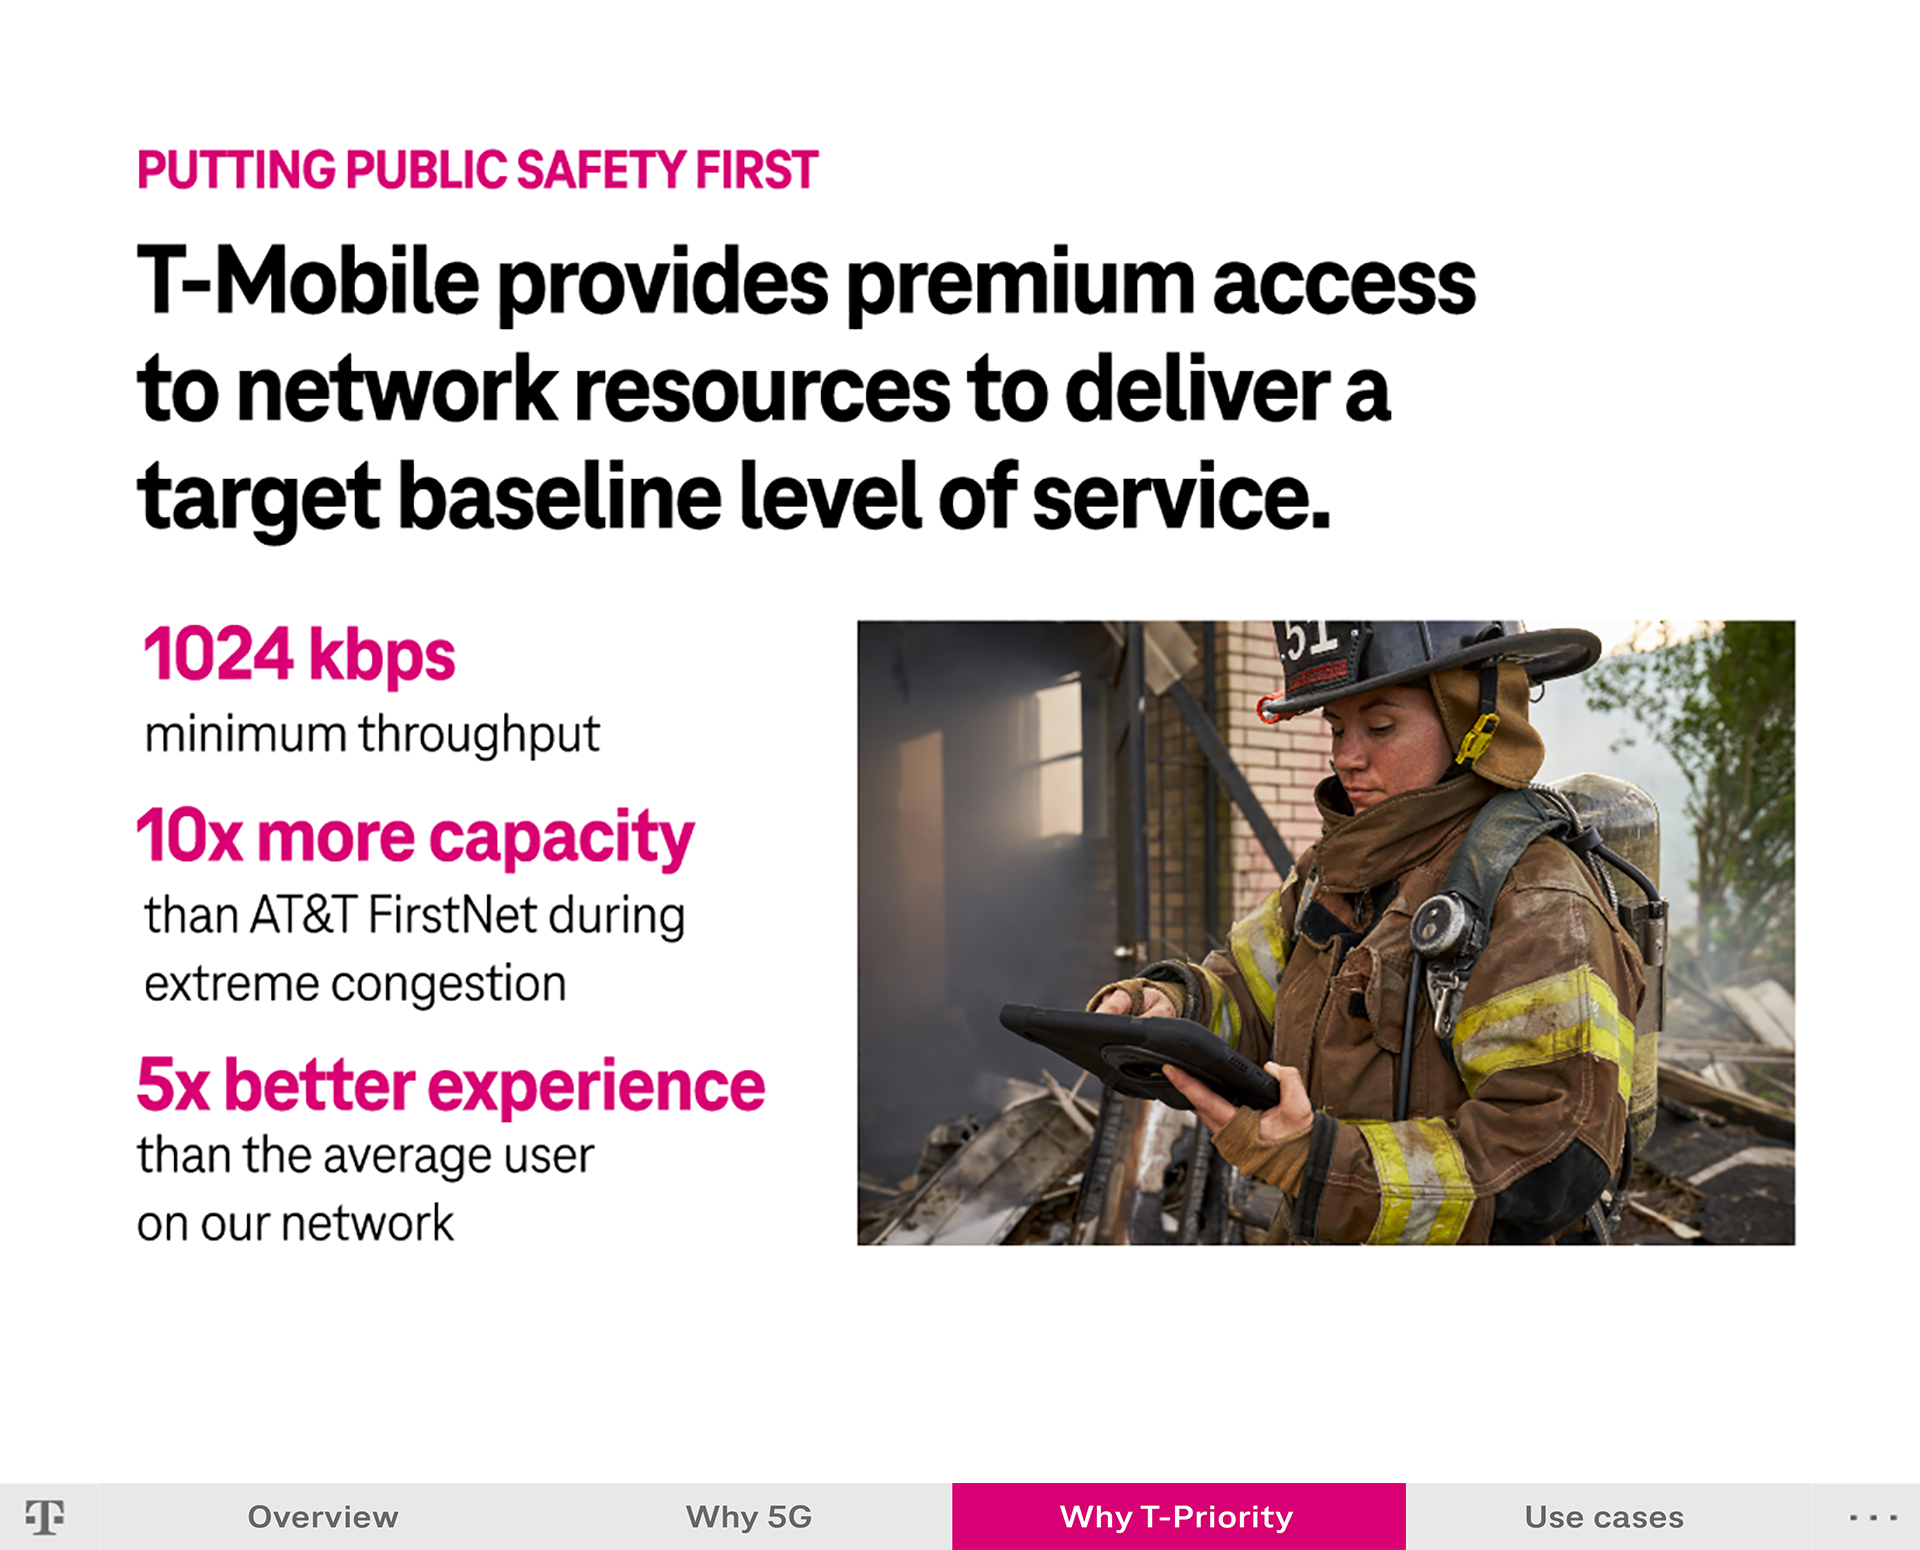 PUTTING PUBLIC SAFETY FIRST
T-Mobile provides premium access
to network resources to deliver a
target baseline level of service.
1024 kbps
minimum throughput
10x more capacity
than AT&T FirstNet during
extreme congestion
5x better experience
than the average user
on our network
51
T
Overview
Why 5G
Why T-Priority
Use cases
...